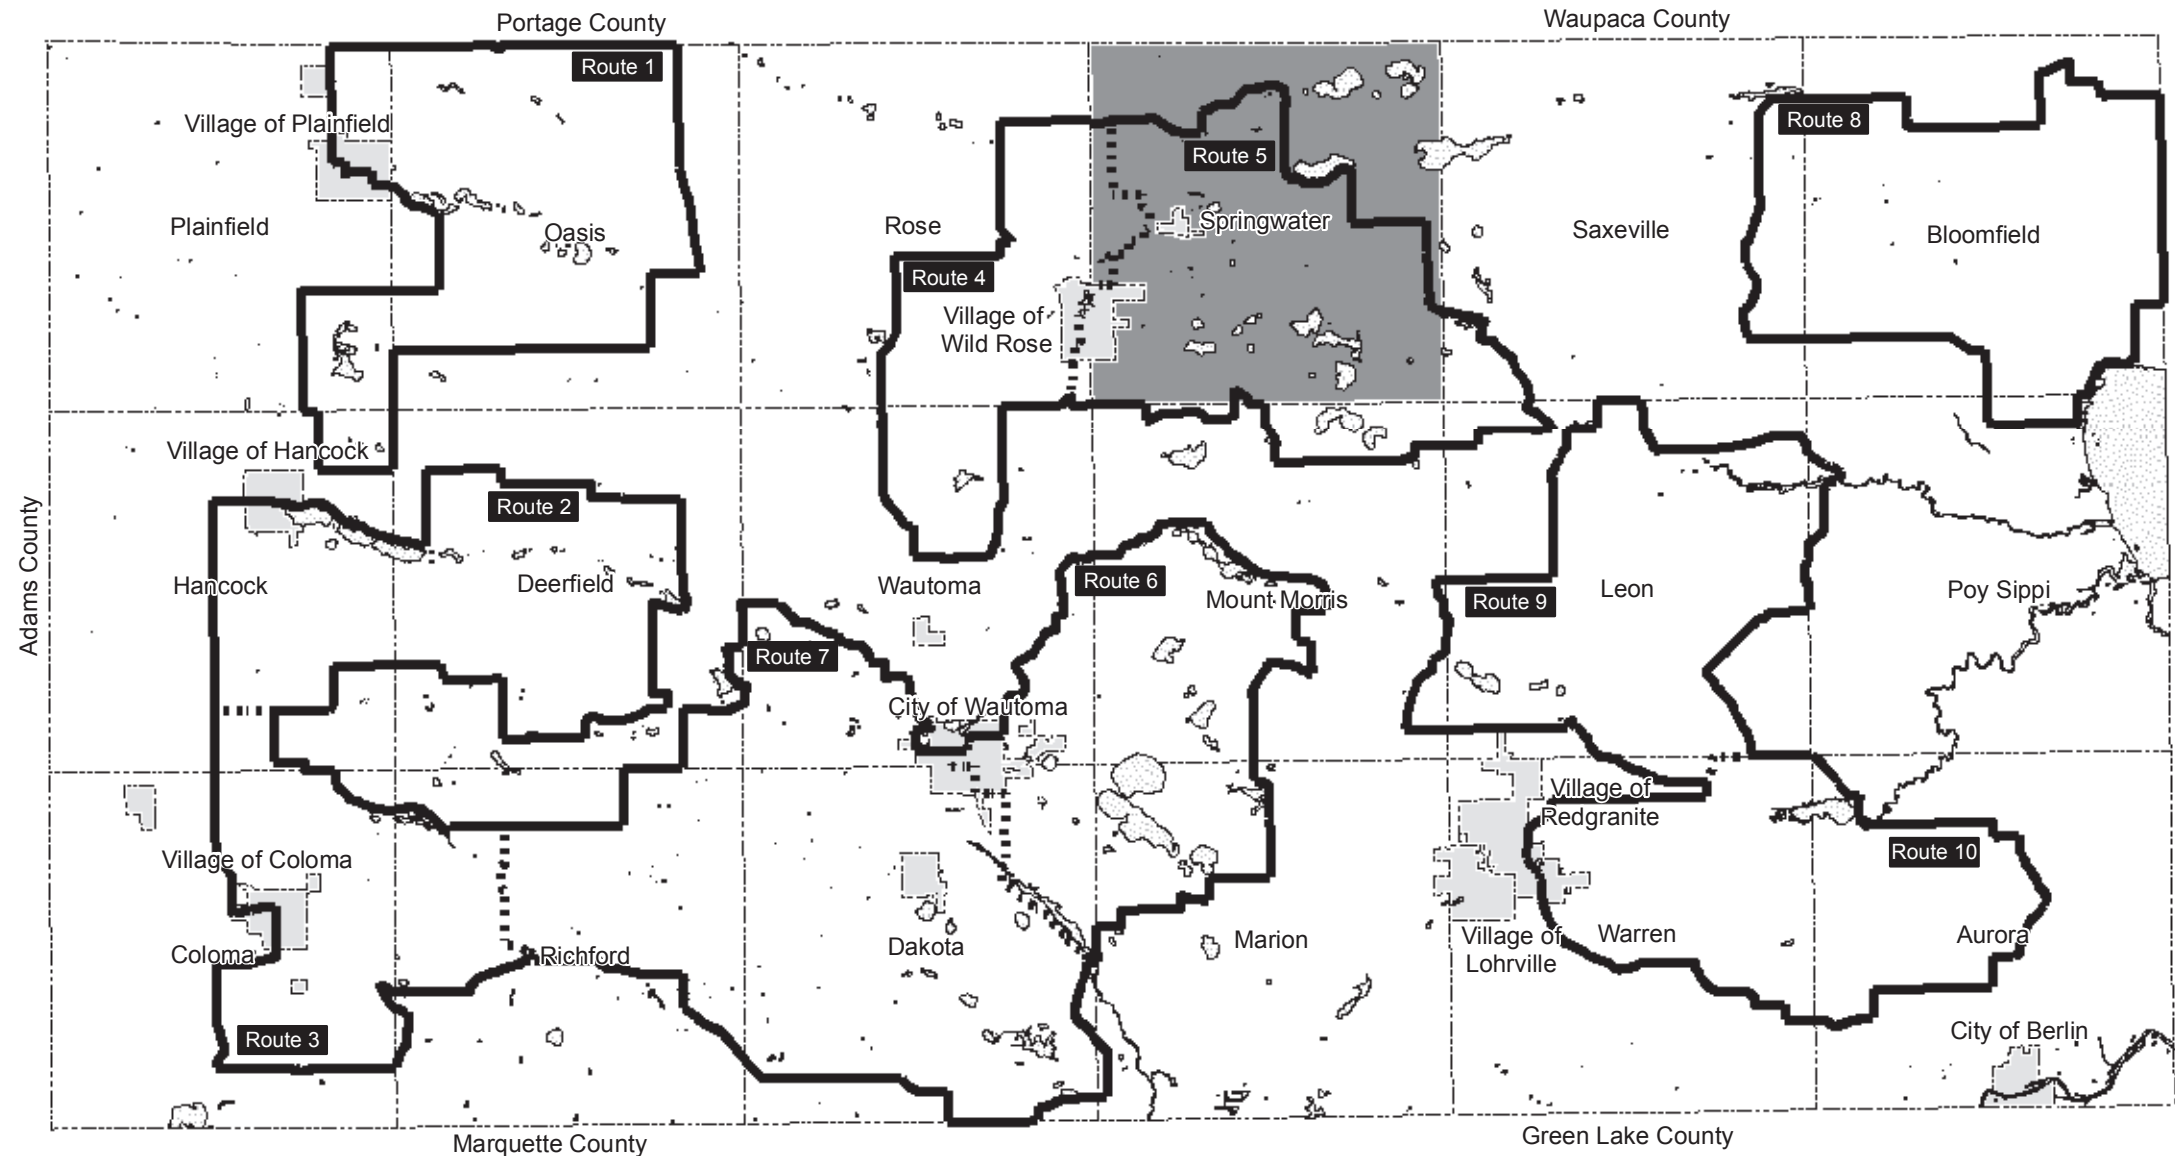 Portage County
Waupaca County
Route 1
Route 8
Village of Plainfield
Route 5
Plainfield
Oasis
Rose
Springwater
Saxeville
Bloomfield
Route 4
Village of
Wild Rose
Village of Hancock
Route 2
Adams County
Hancock
Deerfield
Wautoma
Route 6
Mount Morris
Route 9
Leon
Poy Sippi
Route 7
City of Wautoma
Village of
Redgranite
Village of Coloma
Route 10
Coloma
Richford
Dakota
Marion
Village of
Lohrville
Warren
Aurora
Route 3
City of Berlin
Marquette County
Green Lake County